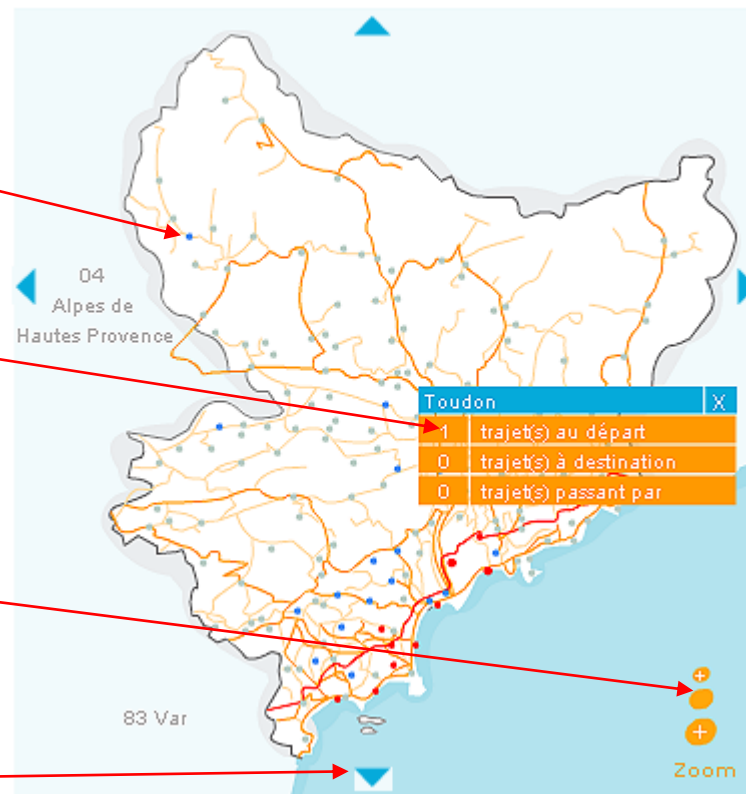 04
Alpes de
Hautes Provence
Toudon X
1 trajet(s) au départ
0 trajet(s) à destination
0 trajet(s) passant par
83 Var
+
+
Zoom